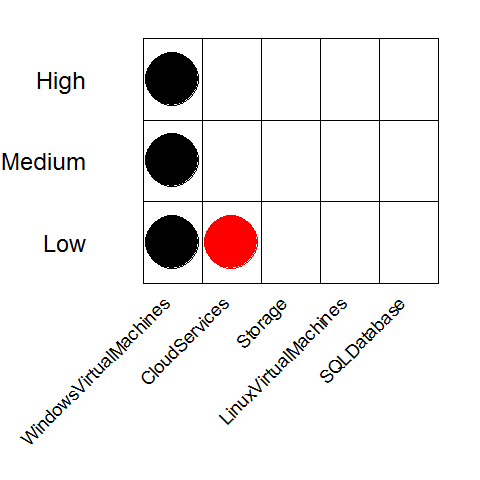 High
Medium
Low
WindowsVirtualMachines
CloudServices
Storage
LinuxVirtualMachines
SQLDatabase